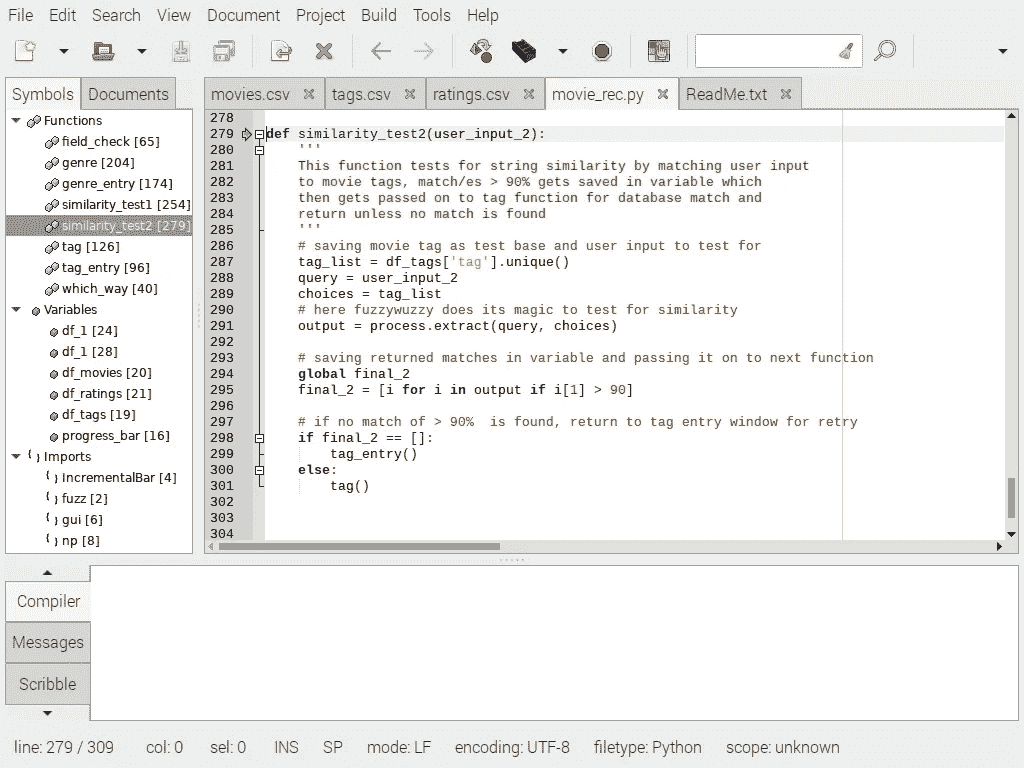 File Edit Search View Document Project Build Tools Help
Symbols Documents
movies.csv tags.csv ratings.csv movie_rec.py ReadMe.txt
Functions
field_check [65]
genre [204]
genre_entry [174]
similarity_test1 [254]
similarity_test2 [279]
tag [126]
tag_entry [96]
which_way [40]
Variables
df_1 [24]
df_1 [28]
df_movies [20]
df_ratings [21]
df_tags [19]
progress_bar [16]
Imports
IncrementalBar [4]
fuzz [2]
gui [6]
np [8]
278
279 def similarity_test2(user_input_2):
280 '''
281 This function tests for string similarity by matching user input
282 to movie tags, match/es > 90% gets saved in variable which
283 then gets passed on to tag function for database match and
284 return unless no match is found
285 '''
286 # saving movie tag as test base and user input to test for
287 tag_list = df_tags['tag'].unique()
288 query = user_input_2
289 choices = tag_list
290 # here fuzzywuzzy does its magic to test for similarity
291 output = process.extract(query, choices)
292
293 # saving returned matches in variable and passing it on to next function
294 global final_2
295 final_2 = [i for i in output if i[1] > 90]
296
297 # if no match of > 90%  is found, return to tag entry window for retry
298 if final_2 == []:
299 tag_entry()
300 else:
301 tag()
302
303
304
Compiler
Messages
Scribble
line: 279 / 309 col: 0 sel: 0 INS SP mode: LF encoding: UTF-8 filetype: Python scope: unknown